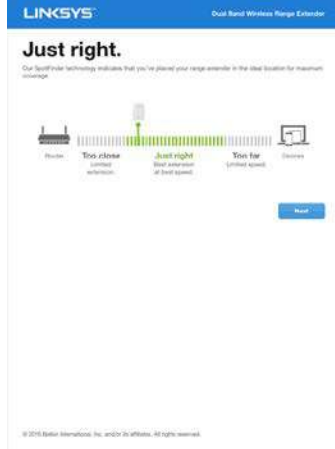 LINKSYS
Dual Band Wireless Range Extender
Just right.
Our SpotFinder technology indicates that you've placed your range extender in the ideal location for maximum
coverage.
Router
Too close
Limited
extension.
Just right
Best extension
at best speed.
Too far
Limited speed.
Devices
Next
© 2015 Belkin International, Inc. and/or its affiliates. All rights reserved.